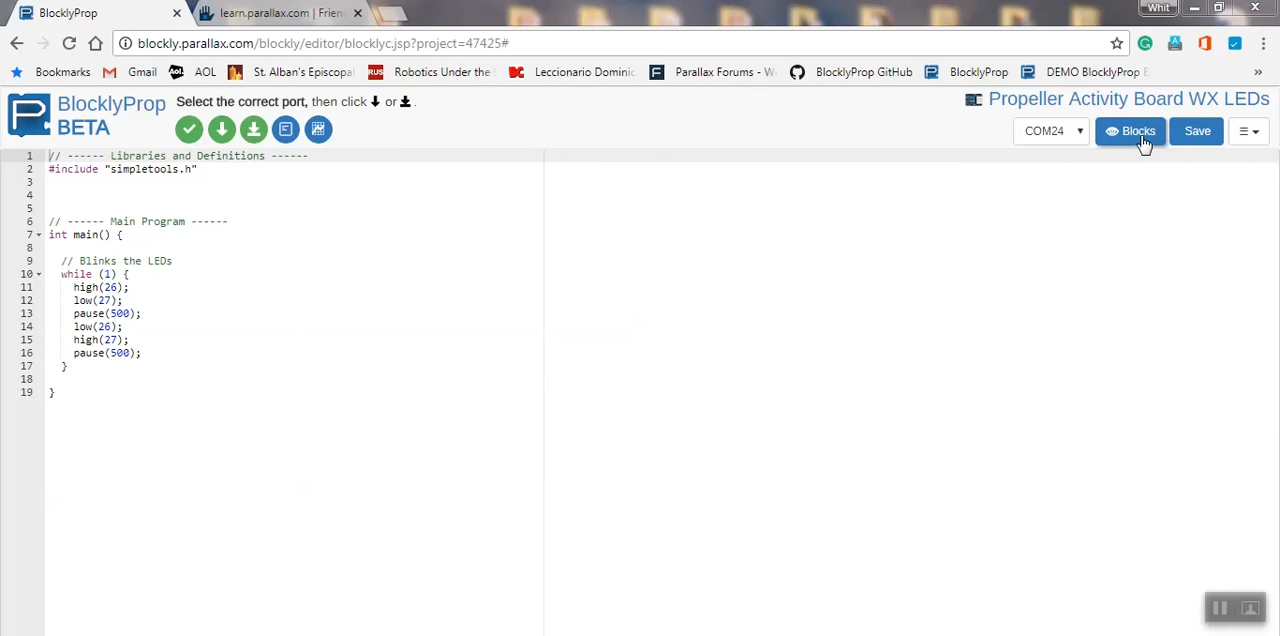 BlocklyProp
learn.parallax.com | Frien
Whit
blockly.parallax.com/blockly/editor/blocklyc.jsp?project=47425#
Bookmarks Gmail AOL St. Alban's Episcopa Robotics Under the Leccionario Dominic Parallax Forums - W BlocklyProp GitHub BlocklyProp DEMO BlocklyProp »
BlocklyProp
BETA
Select the correct port, then click or .
Propeller Activity Board WX LEDs
COM24 Blocks Save
1 // ------ Libraries and Definitions ------
2 #include "simpletools.h"
3
4
5
6 // ------ Main Program ------
7 int main() {
8
9 // Blinks the LEDs
10 while (1) {
11 high(26);
12 low(27);
13 pause(500);
14 low(26);
15 high(27);
16 pause(500);
17 }
18
19 }